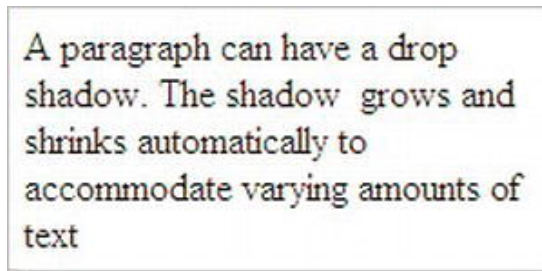 A paragraph can have a drop
shadow. The shadow  grows and
shrinks automatically to
accommodate varying amounts of
text